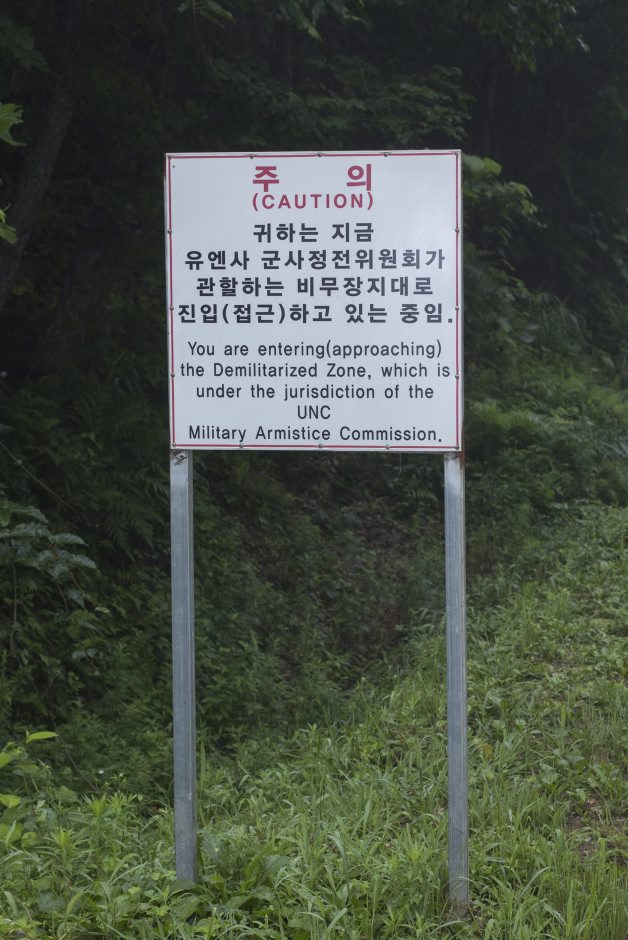 주 의
(CAUTION)
귀하는 지금
유엔사 군사정전위원회가
관할하는 비무장지대로
진입(접근)하고 있는 중임.
You are entering(approaching)
the Demilitarized Zone, which is
under the jurisdiction of the
UNC
Military Armistice Commission.